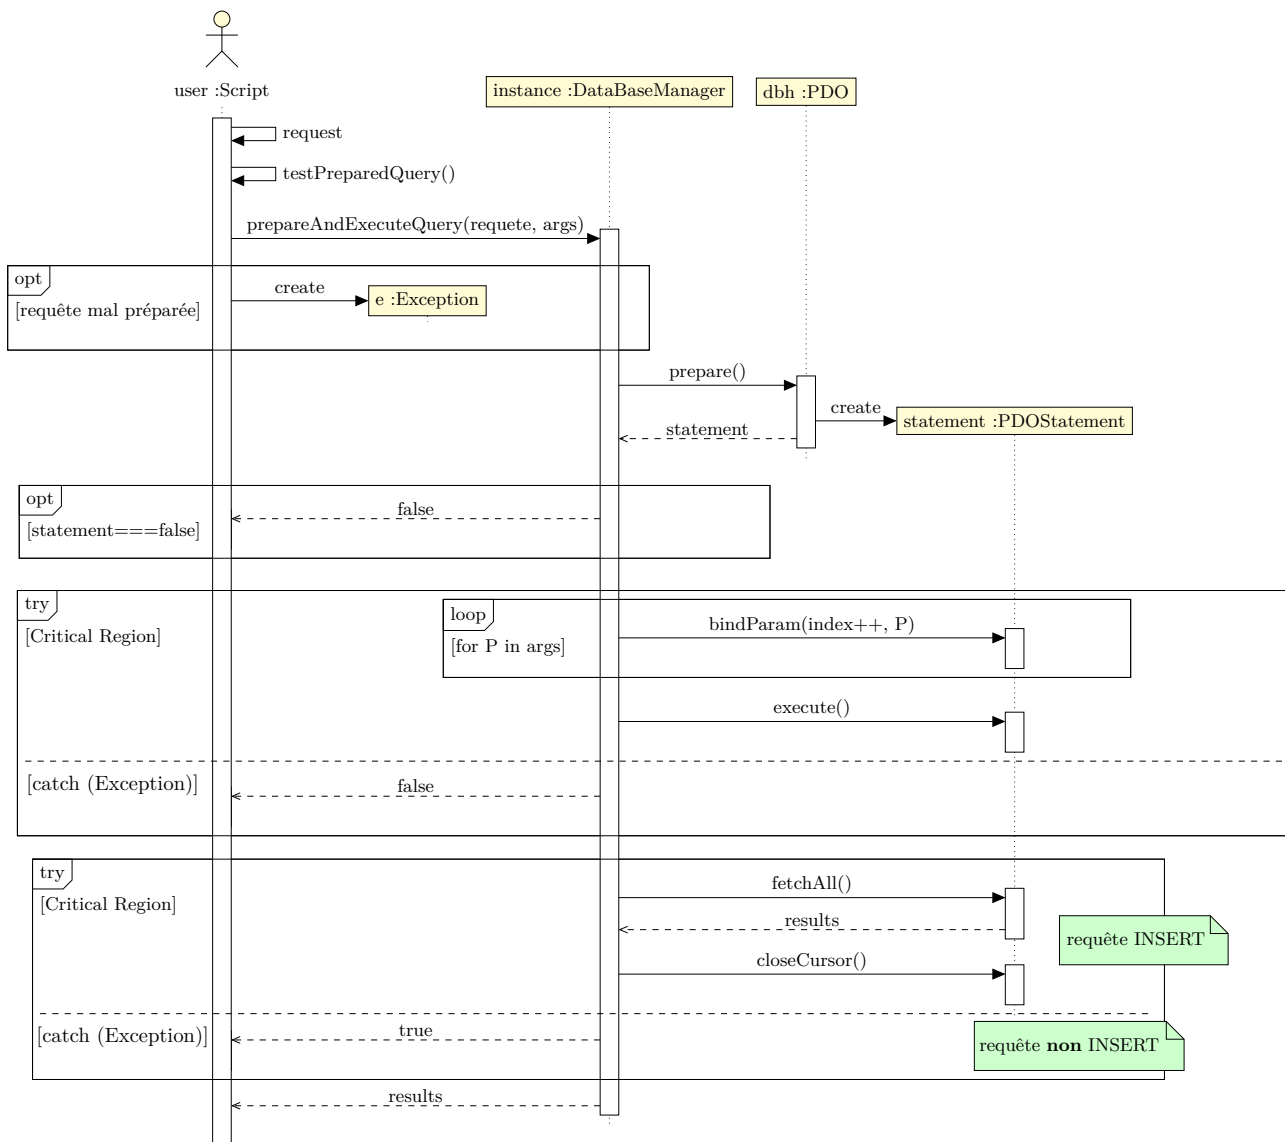 user :Script
instance :DataBaseManager
dbh :PDO
request
testPreparedQuery()
prepareAndExecuteQuery(requete, args)
opt
create
e :Exception
[requête mal préparée]
prepare()
create
statement :PDOStatement
statement
opt
false
[statement===false]
try
[Critical Region]
loop
bindParam(index++, P)
[for P in args]
execute()
[catch (Exception)]
false
try
[Critical Region]
fetchAll()
results
requête INSERT
closeCursor()
[catch (Exception)]
true
requête non INSERT
results